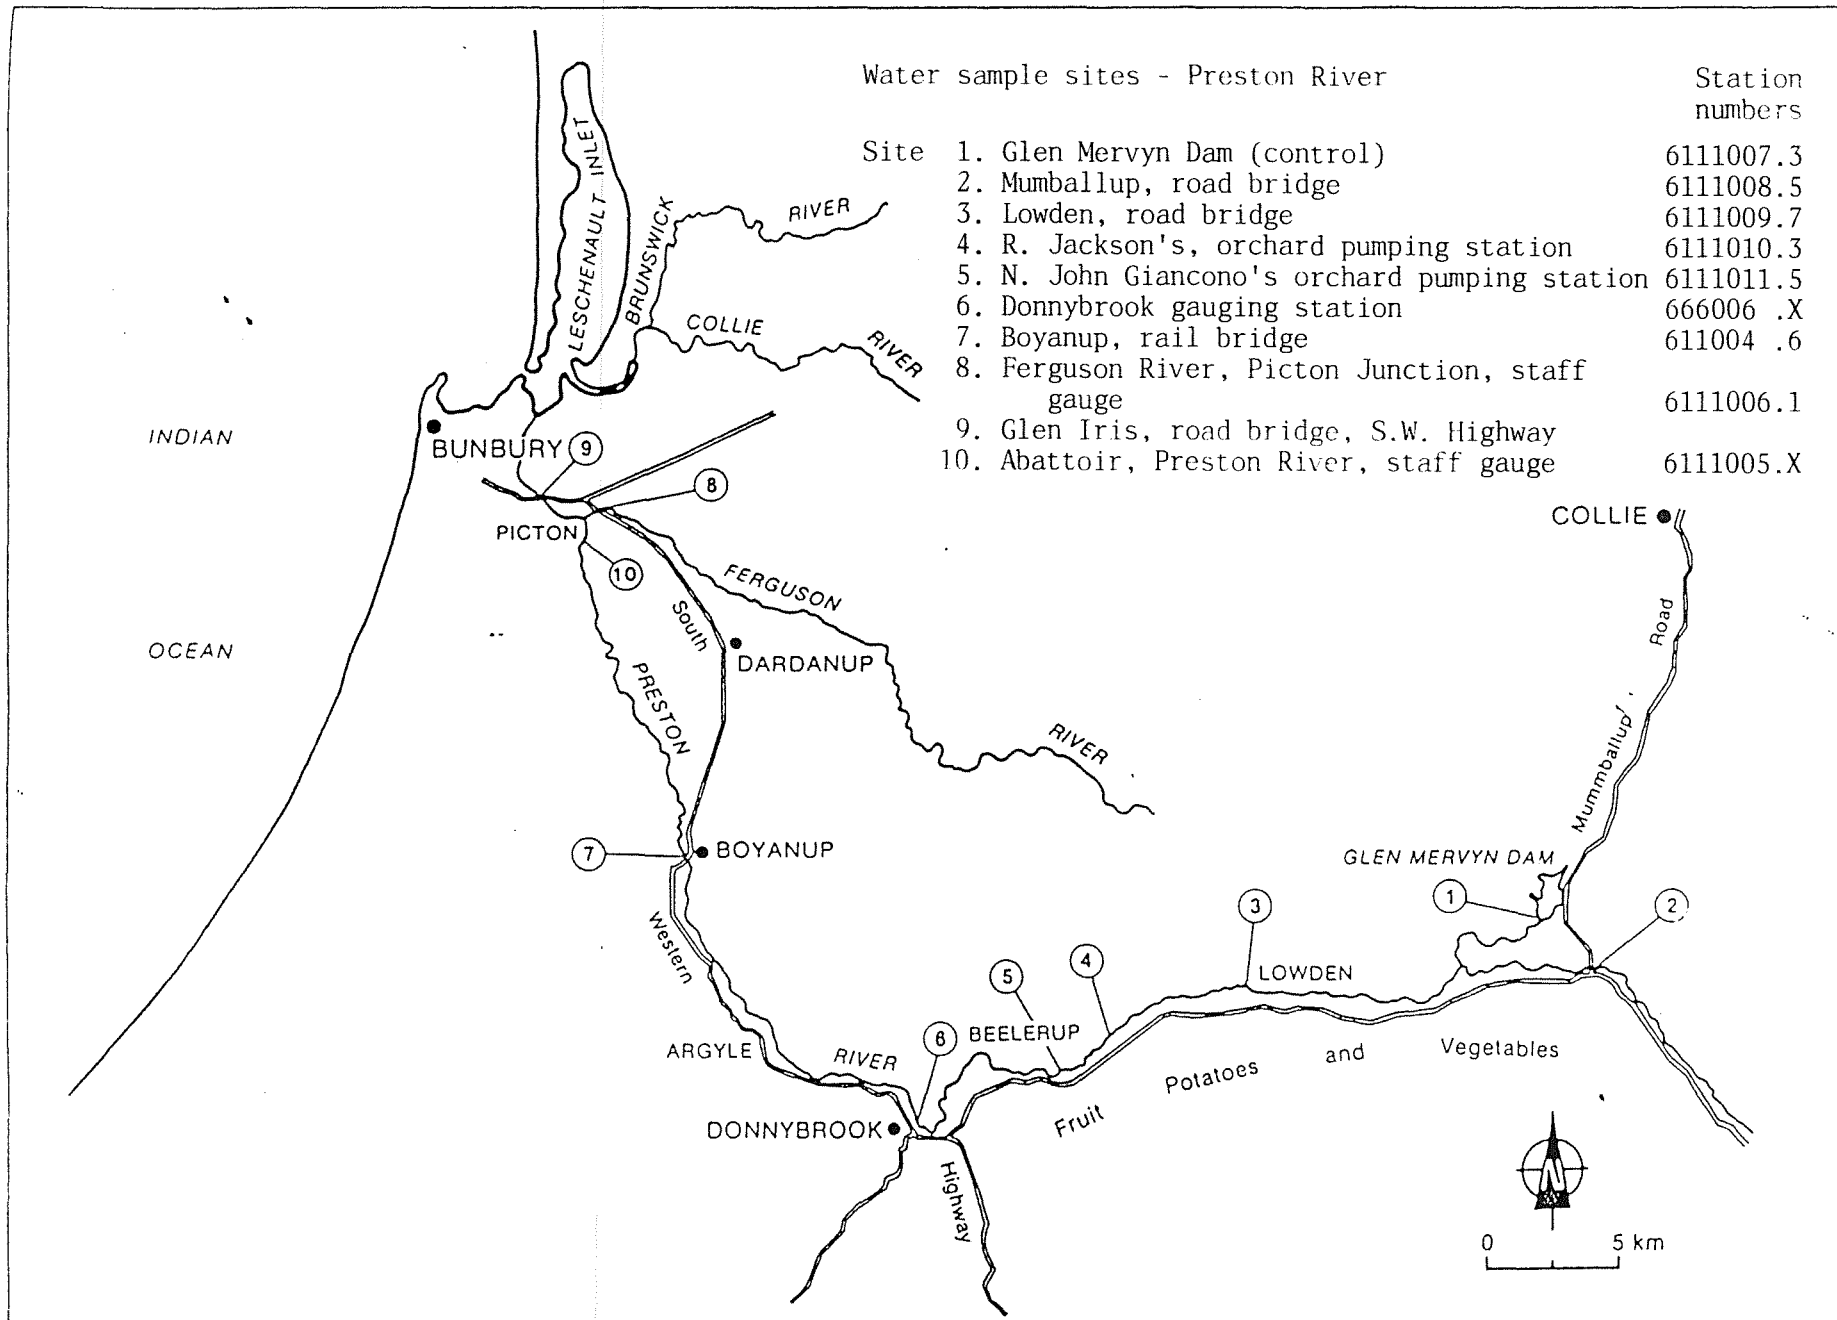 Water sample sites - Preston River Station
numbers
Site 1. Glen Mervyn Dam (control) 6111007.3
2. Mumballup, road bridge 6111008.5
3. Lowden, road bridge 6111009.7
4. R. Jackson's, orchard pumping station 6111010.3
5. N. John Giancono's orchard pumping station 6111011.5
6. Donnybrook gauging station 666006 .X
7. Boyanup, rail bridge 611004 .6
8. Ferguson River, Picton Junction, staff
gauge 6111006.1
9. Glen Iris, road bridge, S.W. Highway
10. Abattoir, Preston River, staff gauge 6111005.X
LESCHENAULT INLET
BRUNSWICK
RIVER
COLLIE
RIVER
INDIAN
OCEAN
BUNBURY
9
8
PICTON
10
FERGUSON
RIVER
South
DARDANUP
PRESTON
COLLIE
Road
Mummballup
7
BOYANUP
Western
GLEN MERVYN DAM
1
2
3
LOWDEN
4
5
BEELERUP
6
ARGYLE
RIVER
DONNYBROOK
Highway
Fruit
Potatoes
and
Vegetables
N
0 5 km